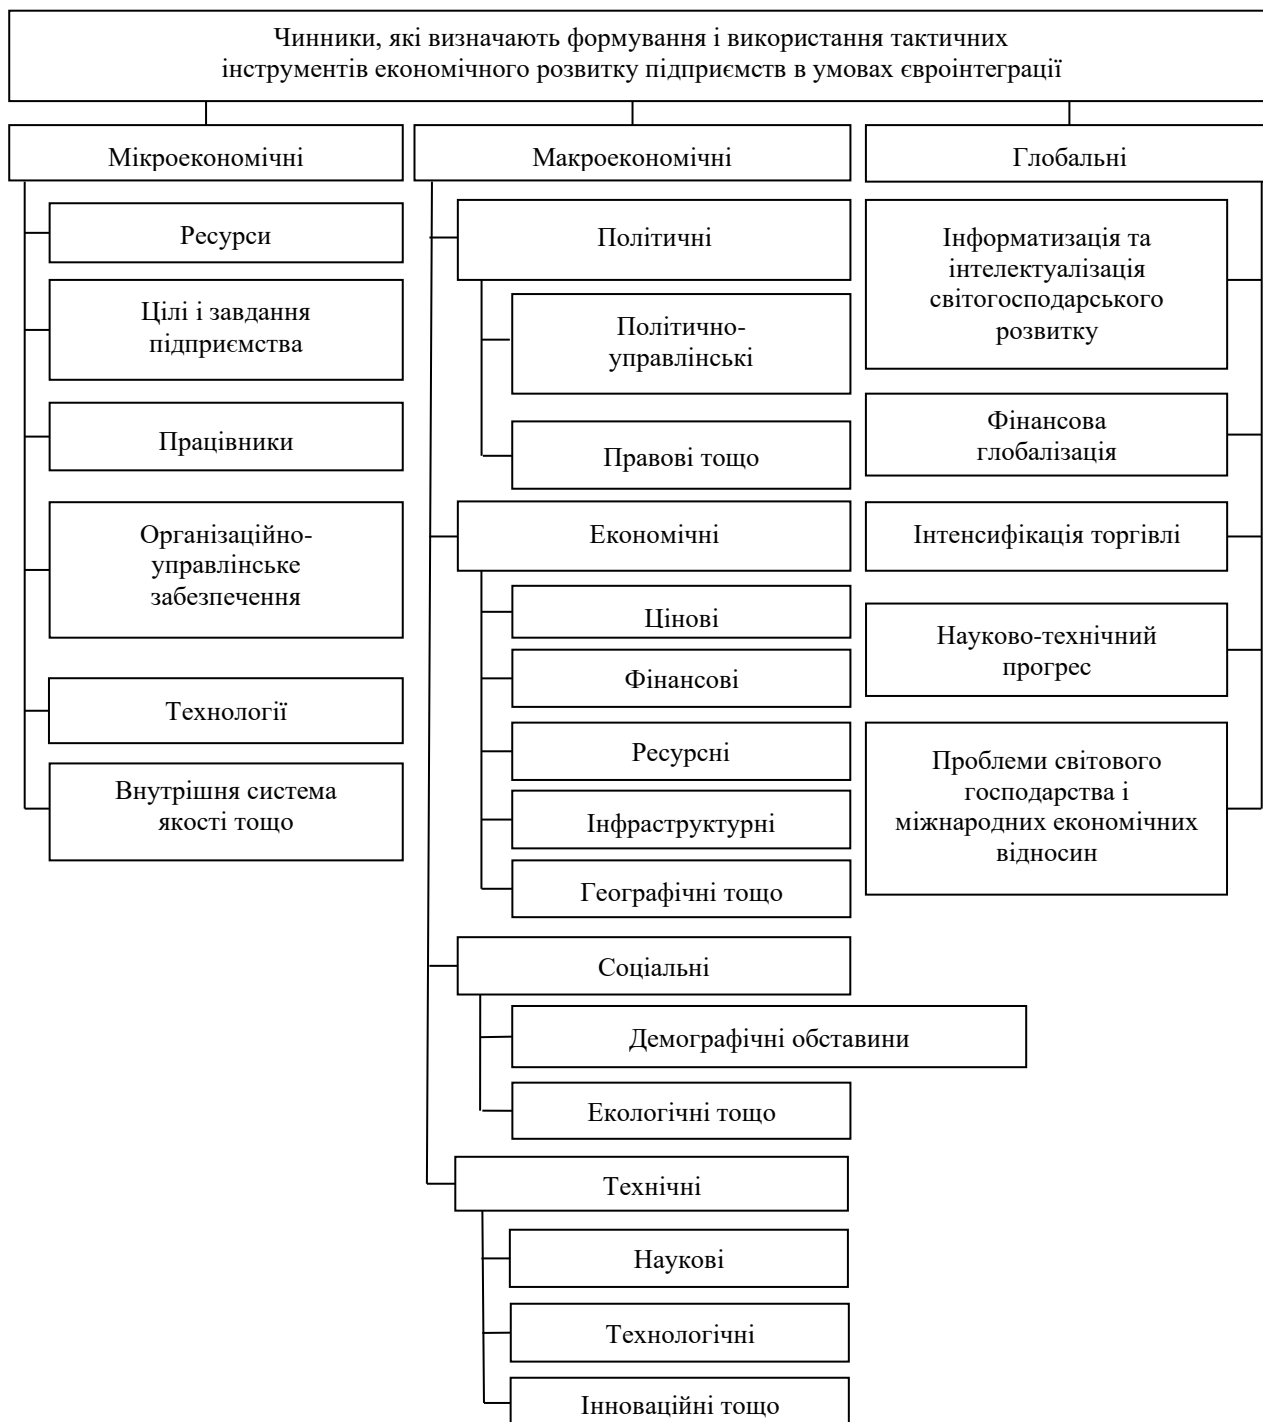 Чинники, які визначають формування і використання тактичних
інструментів економічного розвитку підприємств в умовах євроінтеграції
Мікроекономічні
Ресурси
Цілі і завдання
підприємства
Працівники
Організаційно-
управлінське
забезпечення
Технології
Внутрішня система
якості тощо
Макроекономічні
Політичні
Політично-
управлінські
Правові тощо
Економічні
Цінові
Фінансові
Ресурсні
Інфраструктурні
Географічні тощо
Соціальні
Демографічні обставини
Екологічні тощо
Технічні
Наукові
Технологічні
Інноваційні тощо
Глобальні
Інформатизація та
інтелектуалізація
світогосподарського
розвитку
Фінансова
глобалізація
Інтенсифікація торгівлі
Науково-технічний
прогрес
Проблеми світового
господарства і
міжнародних економічних
відносин